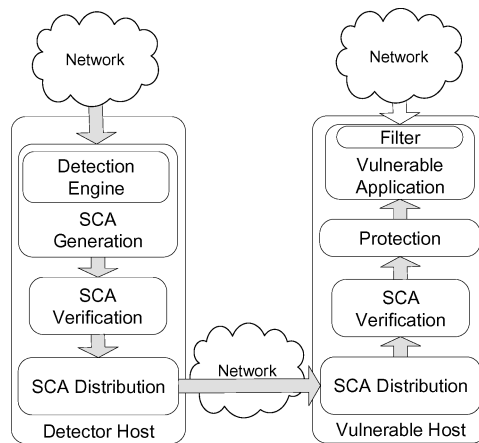 Network
Detection
Engine
SCA
Generation
SCA
Verification
SCA Distribution
Detector Host
Network
Network
Filter
Vulnerable
Application
Protection
SCA
Verification
SCA Distribution
Vulnerable Host